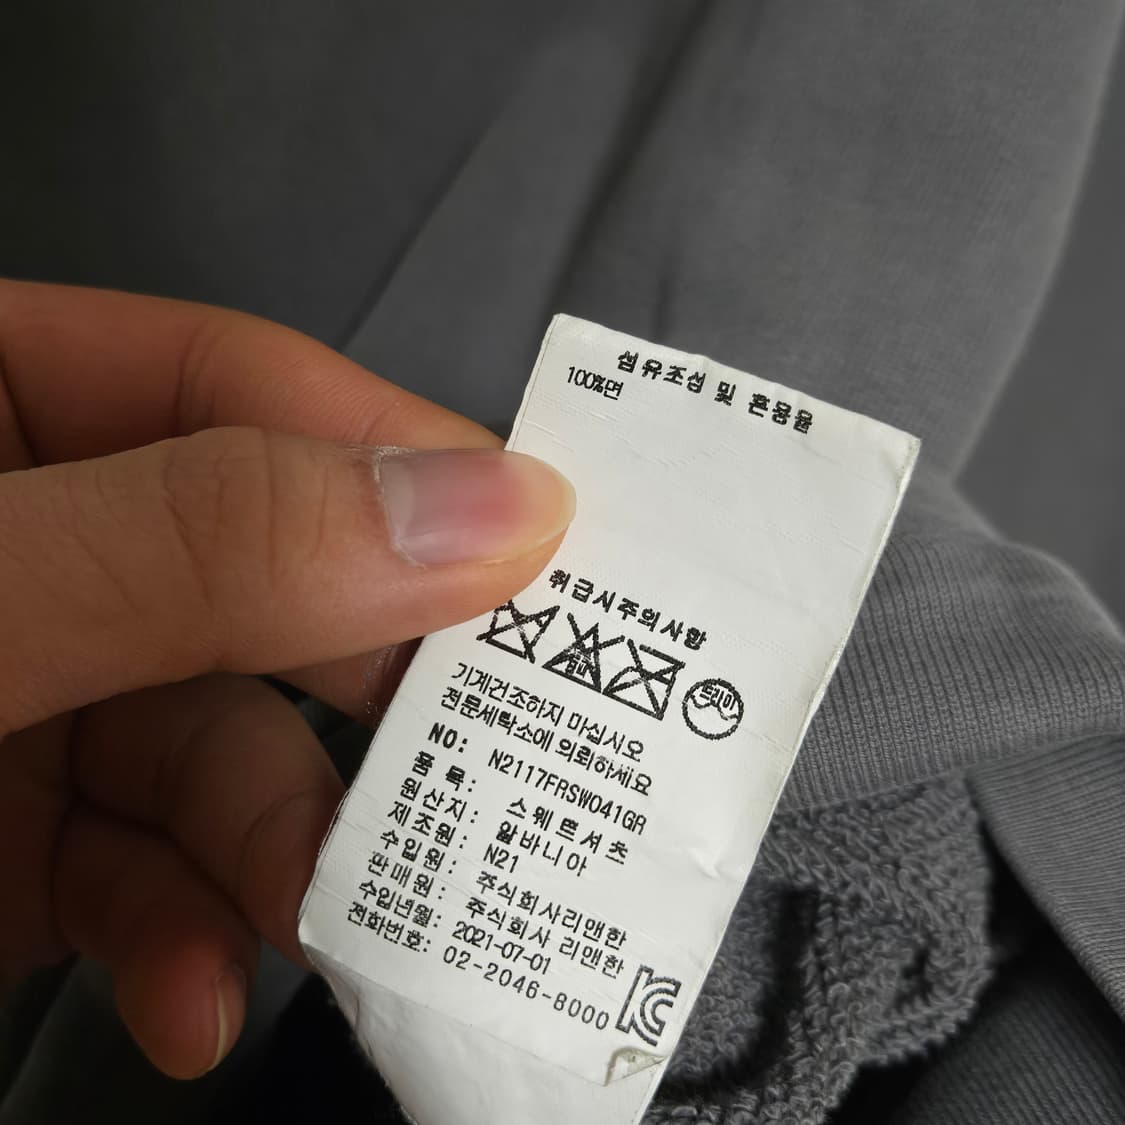 섬유조성 및 혼용율
100%면
취급시주의사항
드라이
기계건조하지 마십시오
전문세탁소에 의뢰하세요
NO: N2117FRSW041GR
품 목: 스웨트셔츠
원산지: 알바니아
제조원: N21
수입원: 주식회사리앤한
판매원: 주식회사 리앤한
수입년월: 2021-07-01
전화번호: 02-2046-8000
KC